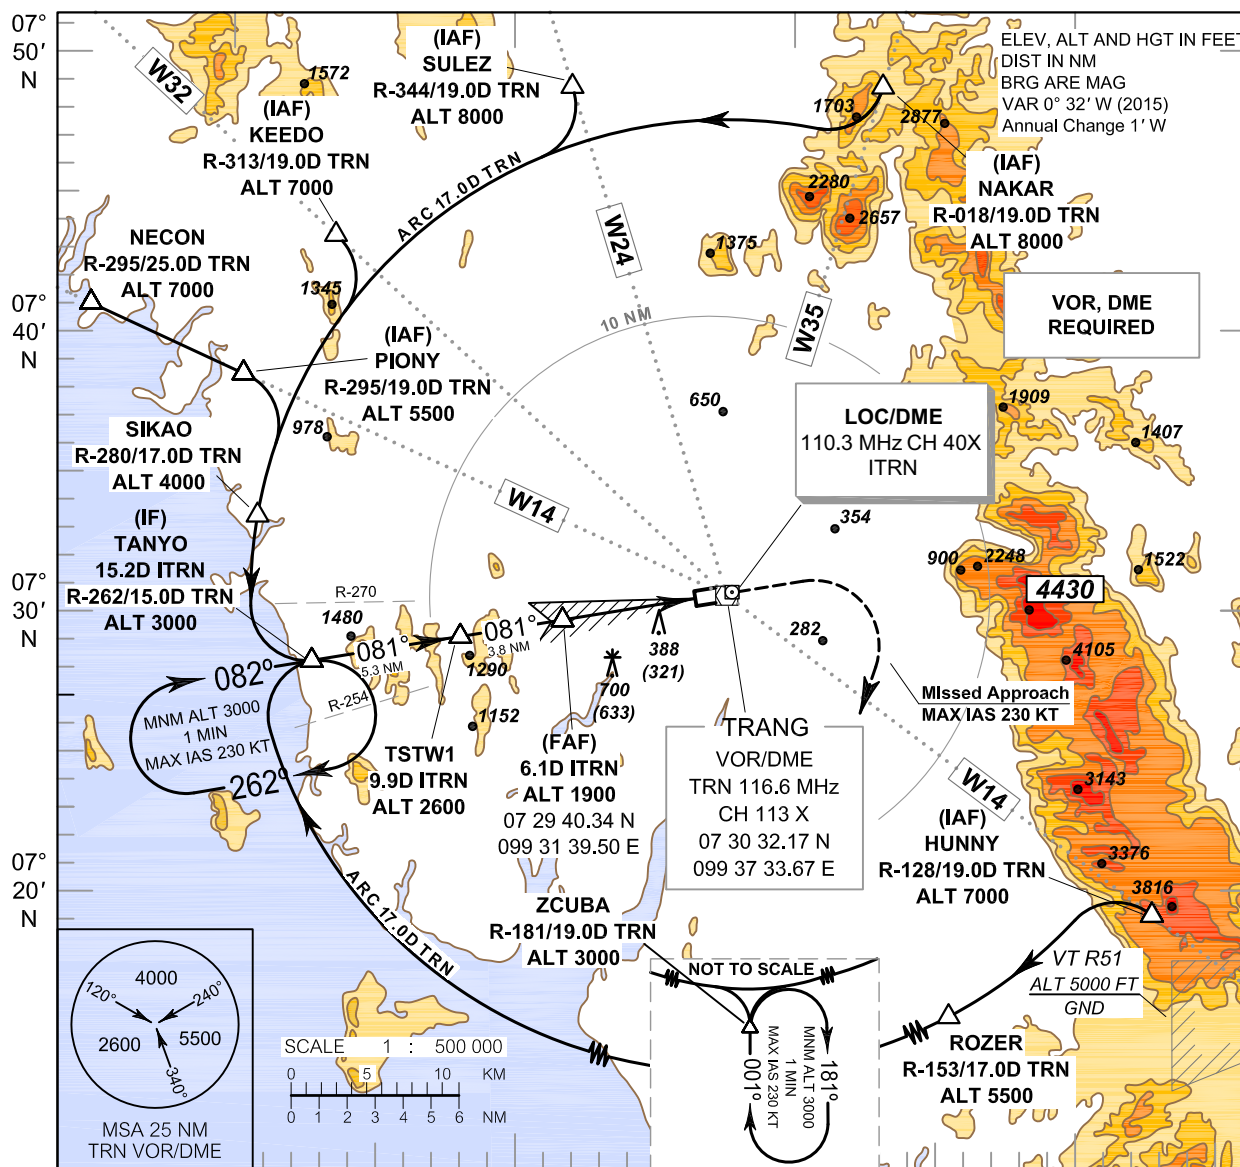 07°
50'
N
07°
40'
N
07°
30'
N
07°
20'
N
ELEV, ALT AND HGT IN FEET
DIST IN NM
BRG ARE MAG
VAR 0° 32' W (2015)
Annual Change 1' W
W32
1572
(IAF)
SULEZ
R-344/19.0D TRN
ALT 8000
(IAF)
KEEDO
R-313/19.0D TRN
ALT 7000
1703
2877
(IAF)
NAKAR
R-018/19.0D TRN
ALT 8000
2280
2657
1375
ARC 17.0D TRN
W24
W35
10 NM
NECON
R-295/25.0D TRN
ALT 7000
1345
(IAF)
PIONY
R-295/19.0D TRN
ALT 5500
VOR, DME
REQUIRED
650
978
1909
1407
LOC/DME
110.3 MHz CH 40X
ITRN
SIKAO
R-280/17.0D TRN
ALT 4000
W14
354
(IF)
TANYO
15.2D ITRN
R-262/15.0D TRN
ALT 3000
900
2248
1522
4430
R-270
1480
081°
5.3 NM
081°
3.8 NM
1290
388
(321)
282
4105
082°
R-254
1152
700
(633)
MIssed Approach
MAX IAS 230 KT
MNM ALT 3000
1 MIN
MAX IAS 230 KT
262°
TSTW1
9.9D ITRN
ALT 2600
(FAF)
6.1D ITRN
ALT 1900
07 29 40.34 N
099 31 39.50 E
TRANG
VOR/DME
TRN 116.6 MHz
CH 113 X
07 30 32.17 N
099 37 33.67 E
W14
3143
(IAF)
HUNNY
R-128/19.0D TRN
ALT 7000
3376
3816
ARC 17.0D TRN
ZCUBA
R-181/19.0D TRN
ALT 3000
NOT TO SCALE
001°
MAX IAS 230 KT
1 MIN
MNM ALT 3000
181°
VT R51
ALT 5000 FT
GND
ROZER
R-153/17.0D TRN
ALT 5500
4000
120°
240°
2600
5500
340°
MSA 25 NM
TRN VOR/DME
SCALE 1 : 500 000
0 5 10 KM
0 1 2 3 4 5 6 NM